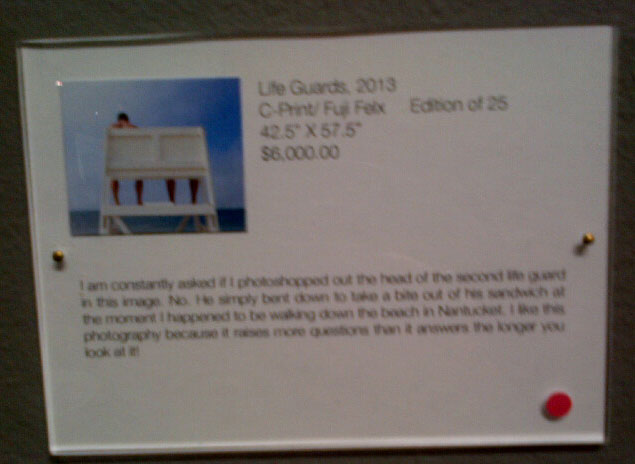 Life Guards, 2013
C-Print/ Fuji Felx Edition of 25
42.5" X 57.5"
$6,000.00
I am constantly asked if I photoshopped out the head of the second life guard
in this image. No. He simply bent down to take a bite out of his sandwich at
the moment I happened to be walking down the beach in Nantucket. I like this
photography because it raises more questions than it answers the longer you
look at it!